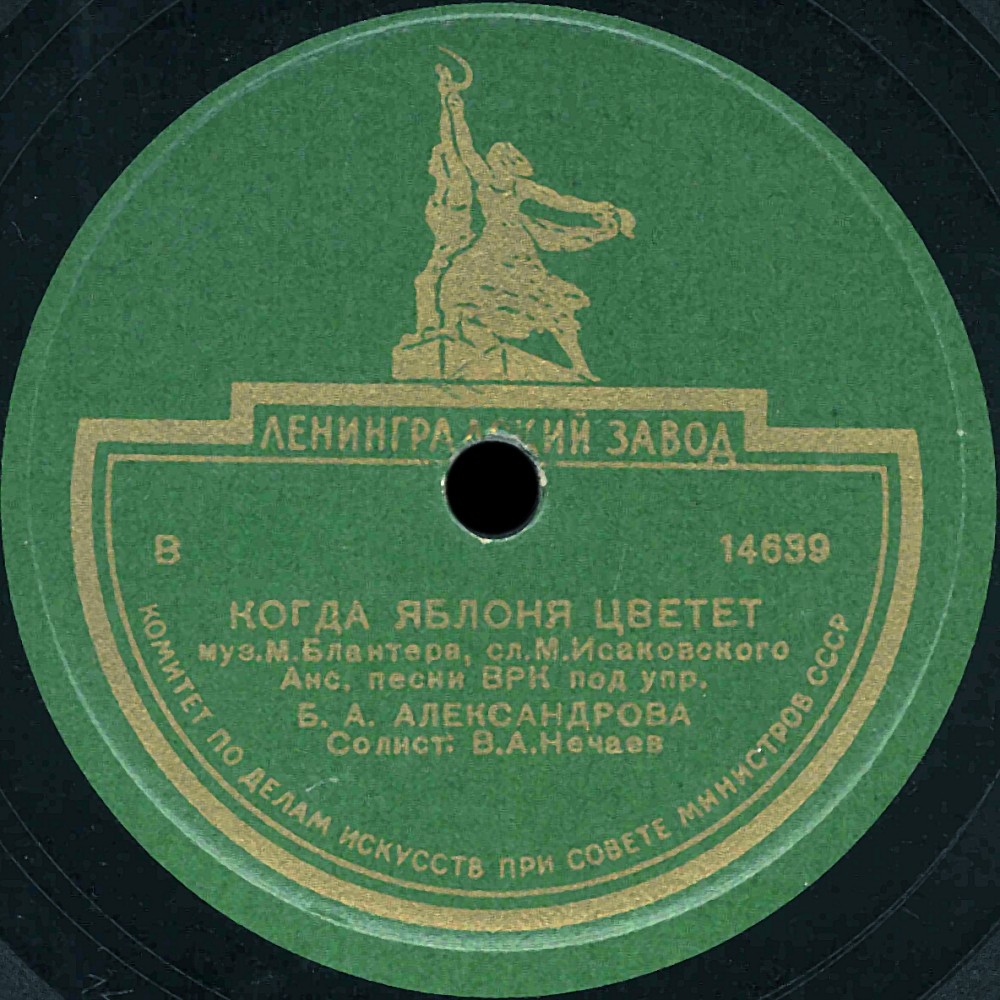 ЛЕНИНГРАДСКИЙ ЗАВОД
В 14639
КОГДА ЯБЛОНЯ ЦВЕТЕТ
муз.М.Блантера, сл.М.Исаковского
Анс. песни ВРК под упр.
Б. А. АЛЕКСАНДРОВА
Солист: В.А.Нечаев
КОМИТЕТ ПО ДЕЛАМ ИСКУССТВ ПРИ СОВЕТЕ МИНИСТРОВ СССР